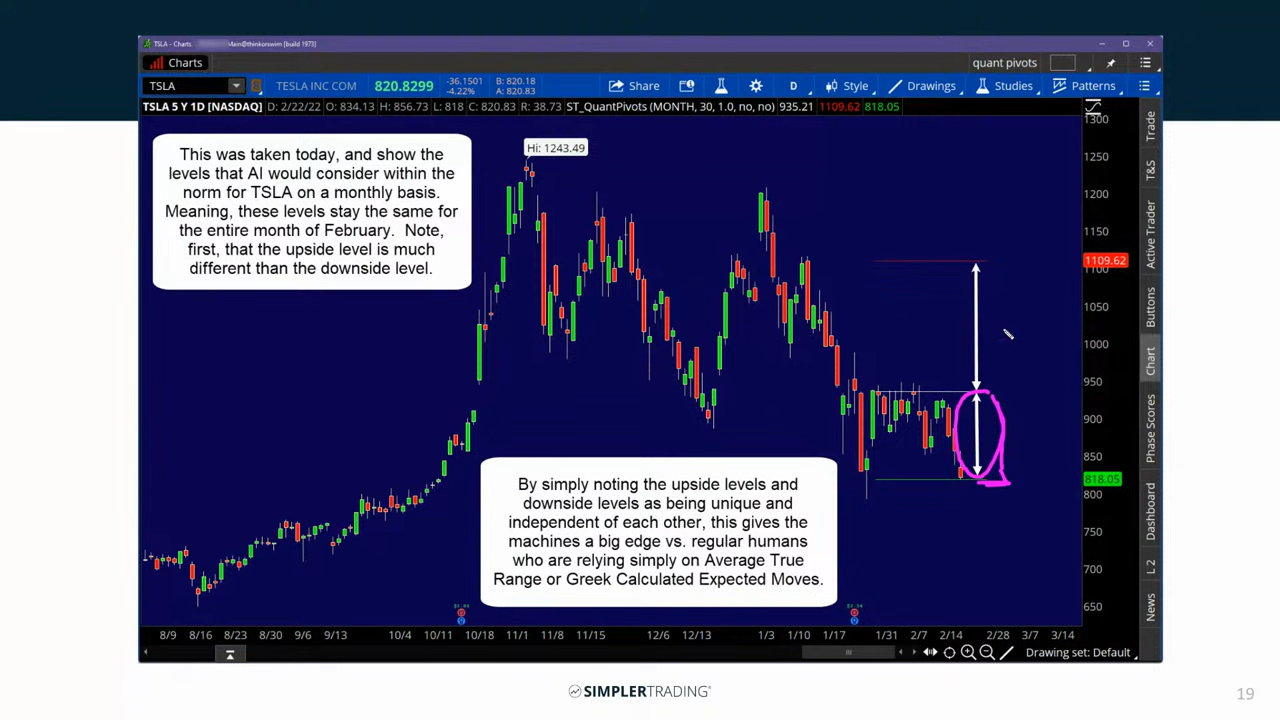 TSLA - Charts
Main@thinkorswim [build 1973]
Charts
quant pivots
TSLA
TESLA INC COM
820.8299
-36.1501
-4.22%
B: 820.18
A: 820.83
Share
D
Style
Drawings
Studies
Patterns
TSLA 5 Y 1D [NASDAQ]
D: 2/22/22
O: 834.13
H: 856.73
L: 818
C: 820.83
R: 38.73
ST_QuantPivots (MONTH, 30, 1.0, no, no)
935.21
1109.62
818.05
This was taken today, and show the
levels that AI would consider within the
norm for TSLA on a monthly basis.
Meaning, these levels stay the same for
the entire month of February. Note,
first, that the upside level is much
different than the downside level.
Hi: 1243.49
By simply noting the upside levels and
downside levels as being unique and
independent of each other, this gives the
machines a big edge vs. regular humans
who are relying simply on Average True
Range or Greek Calculated Expected Moves.
1300
1250
1200
1150
1109.62
1100
1050
1000
950
900
850
818.05
800
750
700
650
Trade
T&S
Active Trader
Buttons
Chart
Phase Scores
Dashboard
L 2
News
8/9 8/16 8/23 8/30 9/6 9/13 10/4 10/11 10/18 11/1 11/8 11/15 12/6 12/13 1/3 1/10 1/17 1/31 2/7 2/14 2/28 3/7 3/14
Drawing set: Default
SIMPLERTRADING®
19